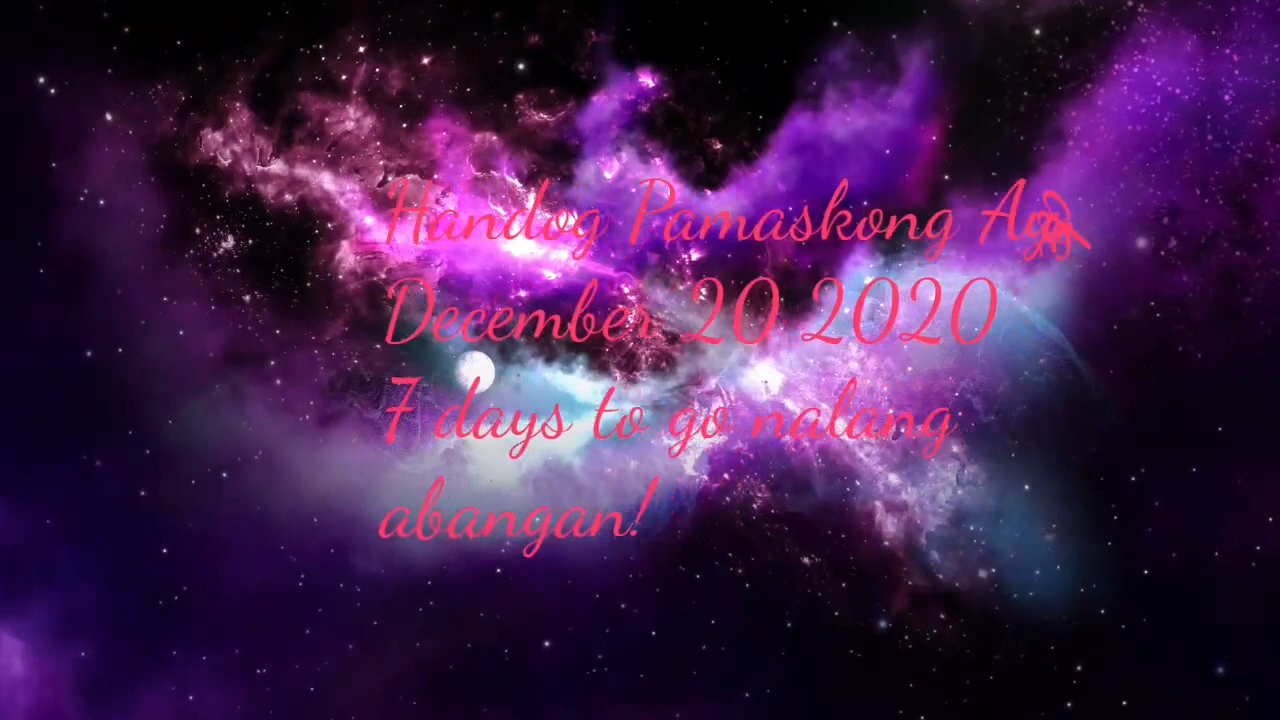 Handog Pamaskong
December 20 2020
7 days to go nalang
abangan!